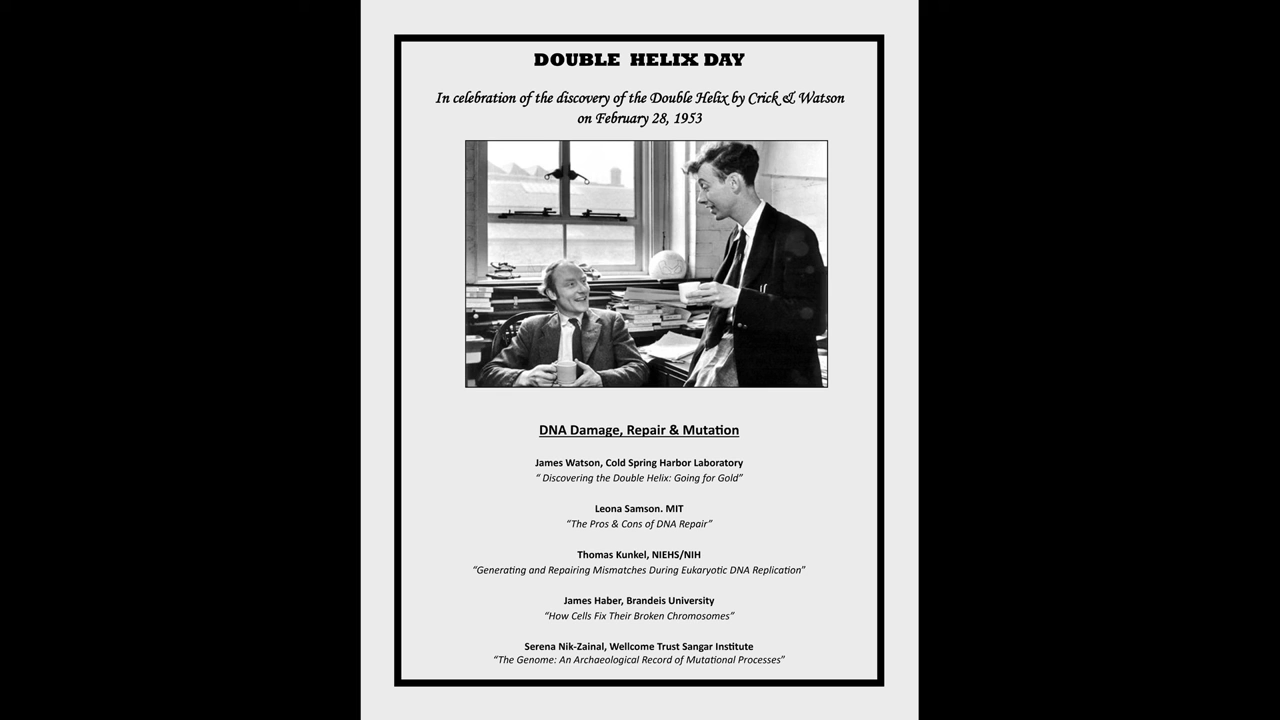 DOUBLE HELIX DAY
In celebration of the discovery of the Double Helix by Crick & Watson
on February 28, 1953
DNA Damage, Repair & Mutation
James Watson, Cold Spring Harbor Laboratory
“ Discovering the Double Helix: Going for Gold”
Leona Samson. MIT
“The Pros & Cons of DNA Repair”
Thomas Kunkel, NIEHS/NIH
“Generating and Repairing Mismatches During Eukaryotic DNA Replication”
James Haber, Brandeis University
“How Cells Fix Their Broken Chromosomes”
Serena Nik-Zainal, Wellcome Trust Sangar Institute
“The Genome: An Archaeological Record of Mutational Processes”